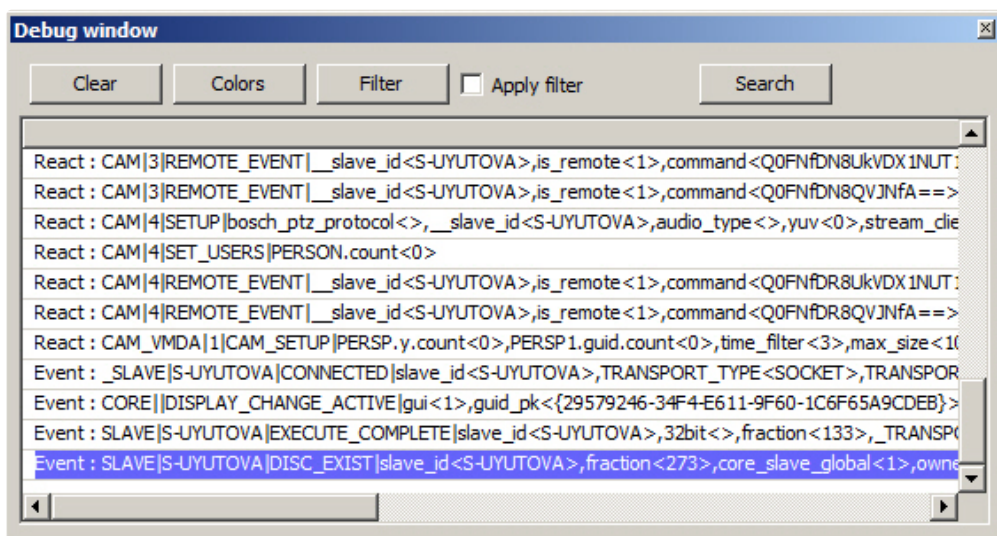 Debug window
Clear Colors Filter Apply filter Search
React : CAM|3|REMOTE_EVENT|__slave_id<S-UYUTOVA>,is_remote<1>,command<Q0FNfDN8UkVDX1NUT1
React : CAM|3|REMOTE_EVENT|__slave_id<S-UYUTOVA>,is_remote<1>,command<Q0FNfDN8QVJNfA==>
React : CAM|4|SETUP|bosch_ptz_protocol<>,__slave_id<S-UYUTOVA>,audio_type<>,yuv<0>,stream_clie
React : CAM|4|SET_USERS|PERSON.count<0>
React : CAM|4|REMOTE_EVENT|__slave_id<S-UYUTOVA>,is_remote<1>,command<Q0FNfDR8UkVDX1NUT1
React : CAM|4|REMOTE_EVENT|__slave_id<S-UYUTOVA>,is_remote<1>,command<Q0FNfDR8QVJNfA==>
React : CAM_VMDA|1|CAM_SETUP|PERSP.y.count<0>,PERSP1.guid.count<0>,time_filter<3>,max_size<10
Event : _SLAVE|S-UYUTOVA|CONNECTED|slave_id<S-UYUTOVA>,TRANSPORT_TYPE<SOCKET>,TRANSPOR
Event : CORE||DISPLAY_CHANGE_ACTIVE|gui<1>,guid_pk<{29579246-34F4-E611-9F60-1C6F65A9CDEB}>
Event : SLAVE|S-UYUTOVA|EXECUTE_COMPLETE|slave_id<S-UYUTOVA>,32bit<>,fraction<133>,_TRANSP
Event : SLAVE|S-UYUTOVA|DISC_EXIST|slave_id<S-UYUTOVA>,fraction<273>,core_slave_global<1>,owne